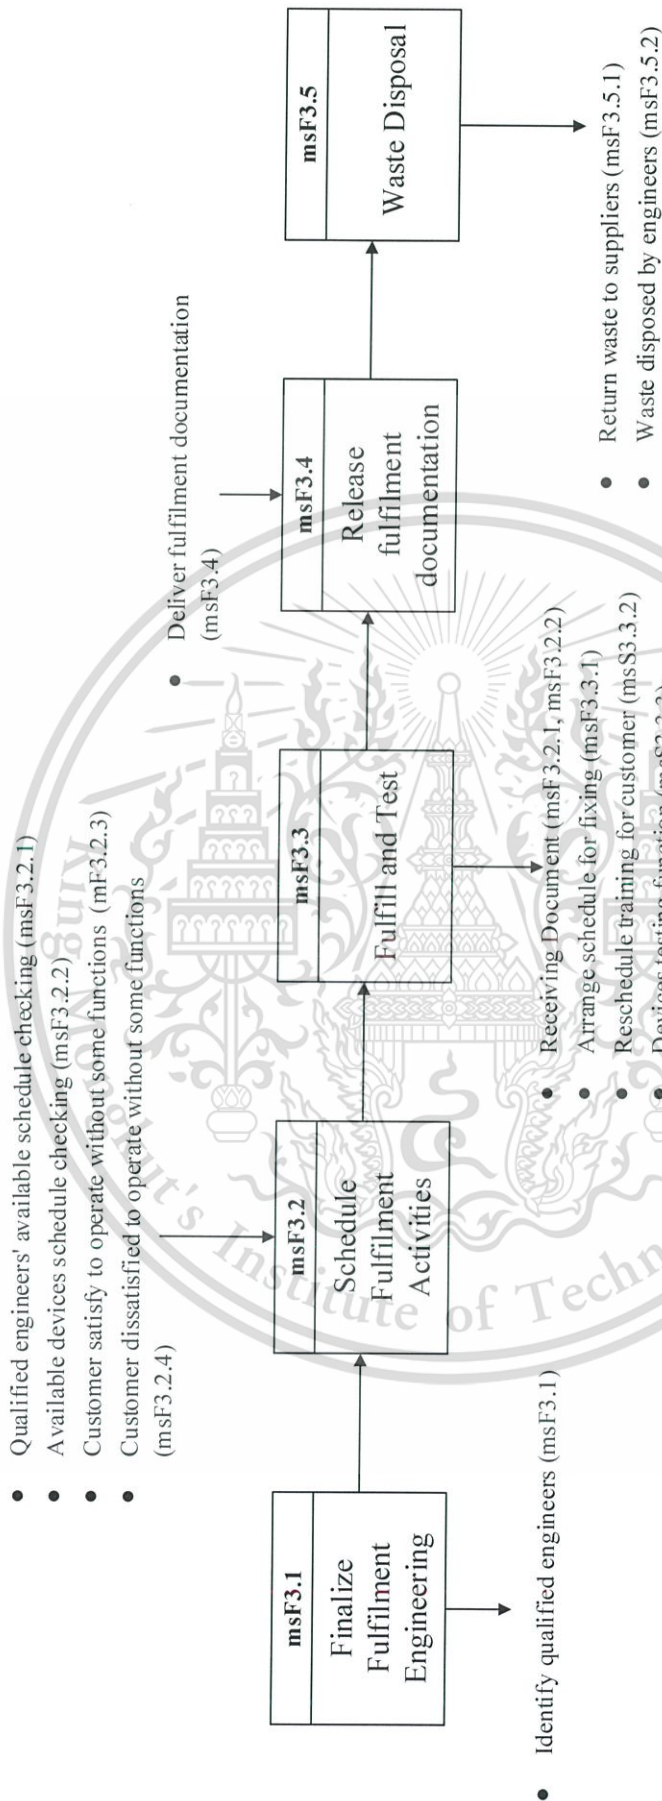 Qualified engineers' available schedule checking (msF3.2.1)
Available devices schedule checking (msF3.2.2)
Customer satisfy to operate without some functions (mF3.2.3)
Customer dissatisfied to operate without some functions
(msF3.2.4)
Deliver fulfilment documentation
(msF3.4)
msF3.1
Finalize
Fulfilment
Engineering
msF3.2
Schedule
Fulfilment
Activities
msF3.3
Fulfill and Test
msF3.4
Release
fulfilment
documentation
msF3.5
Waste Disposal
Identify qualified engineers (msF3.1)
Receiving Document (msF3.2.1, msF3.2.2)
Arrange schedule for fixing (msF3.3.1)
Reschedule training for customer (msS3.3.2)
Return waste to suppliers (msF3.5.1)
Waste disposed by engineers (msF3.5.2)
King Mongkut's Institute of Techn